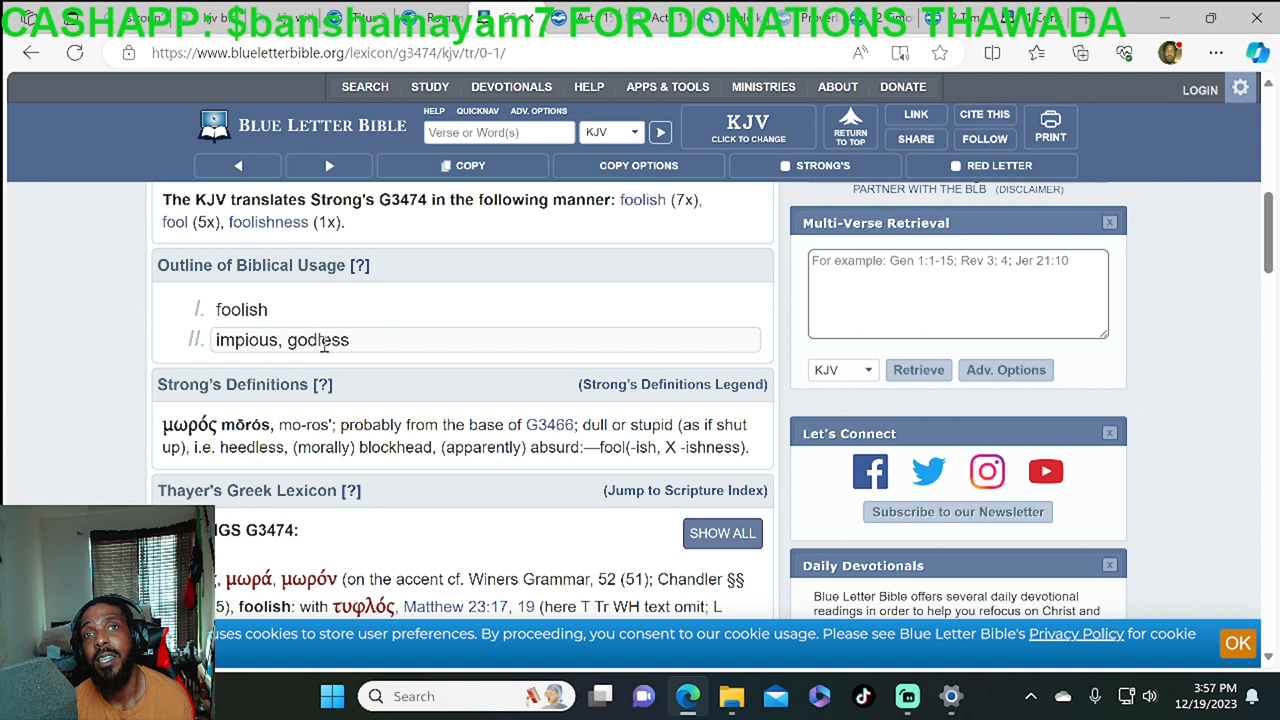 CASHAPP: $banshamayam7 FOR DONATIONS ThAWADA
https://www.blueletterbible.org/lexicon/g3474/kjv/tr/0-1/
SEARCH STUDY DEVOTIONALS HELP APPS & TOOLS MINISTRIES ABOUT DONATE
LOGIN
BLUE LETTER BIBLE
HELP QUICKNAV ADV. OPTIONS
Verse or Word(s) KJV
KJV
CLICK TO CHANGE
RETURN
TO TOP
LINK CITE THIS
SHARE FOLLOW
PRINT
COPY COPY OPTIONS STRONG'S RED LETTER
The KJV translates Strong's G3474 in the following manner: foolish (7x),
fool (5x), foolishness (1x).
Outline of Biblical Usage [?]
I. foolish
II. impious, godless
Strong's Definitions [?] (Strong's Definitions Legend)
μωρός mōrós, mo-ros'; probably from the base of G3466; dull or stupid (as if shut
up), i.e. heedless, (morally) blockhead, (apparently) absurd:—fool(-ish, X -ishness).
Thayer's Greek Lexicon [?] (Jump to Scripture Index)
NGS G3474:
SHOW ALL
, μωρά, μωρόν (on the accent cf. Winers Grammar, 52 (51); Chandler §§
5), foolish: with τυφλός, Matthew 23:17, 19 (here T Tr WH text omit; L
PARTNER WITH THE BLB (DISCLAIMER)
Multi-Verse Retrieval
For example: Gen 1:1-15; Rev 3; 4; Jer 21:10
KJV Retrieve Adv. Options
Let's Connect
Subscribe to our Newsletter
Daily Devotionals
Blue Letter Bible offers several daily devotional
readings in order to help you refocus on Christ and
uses cookies to store user preferences. By proceeding, you consent to our cookie usage. Please see Blue Letter Bible's Privacy Policy for cookie
OK
Search
3:57 PM
12/19/2023